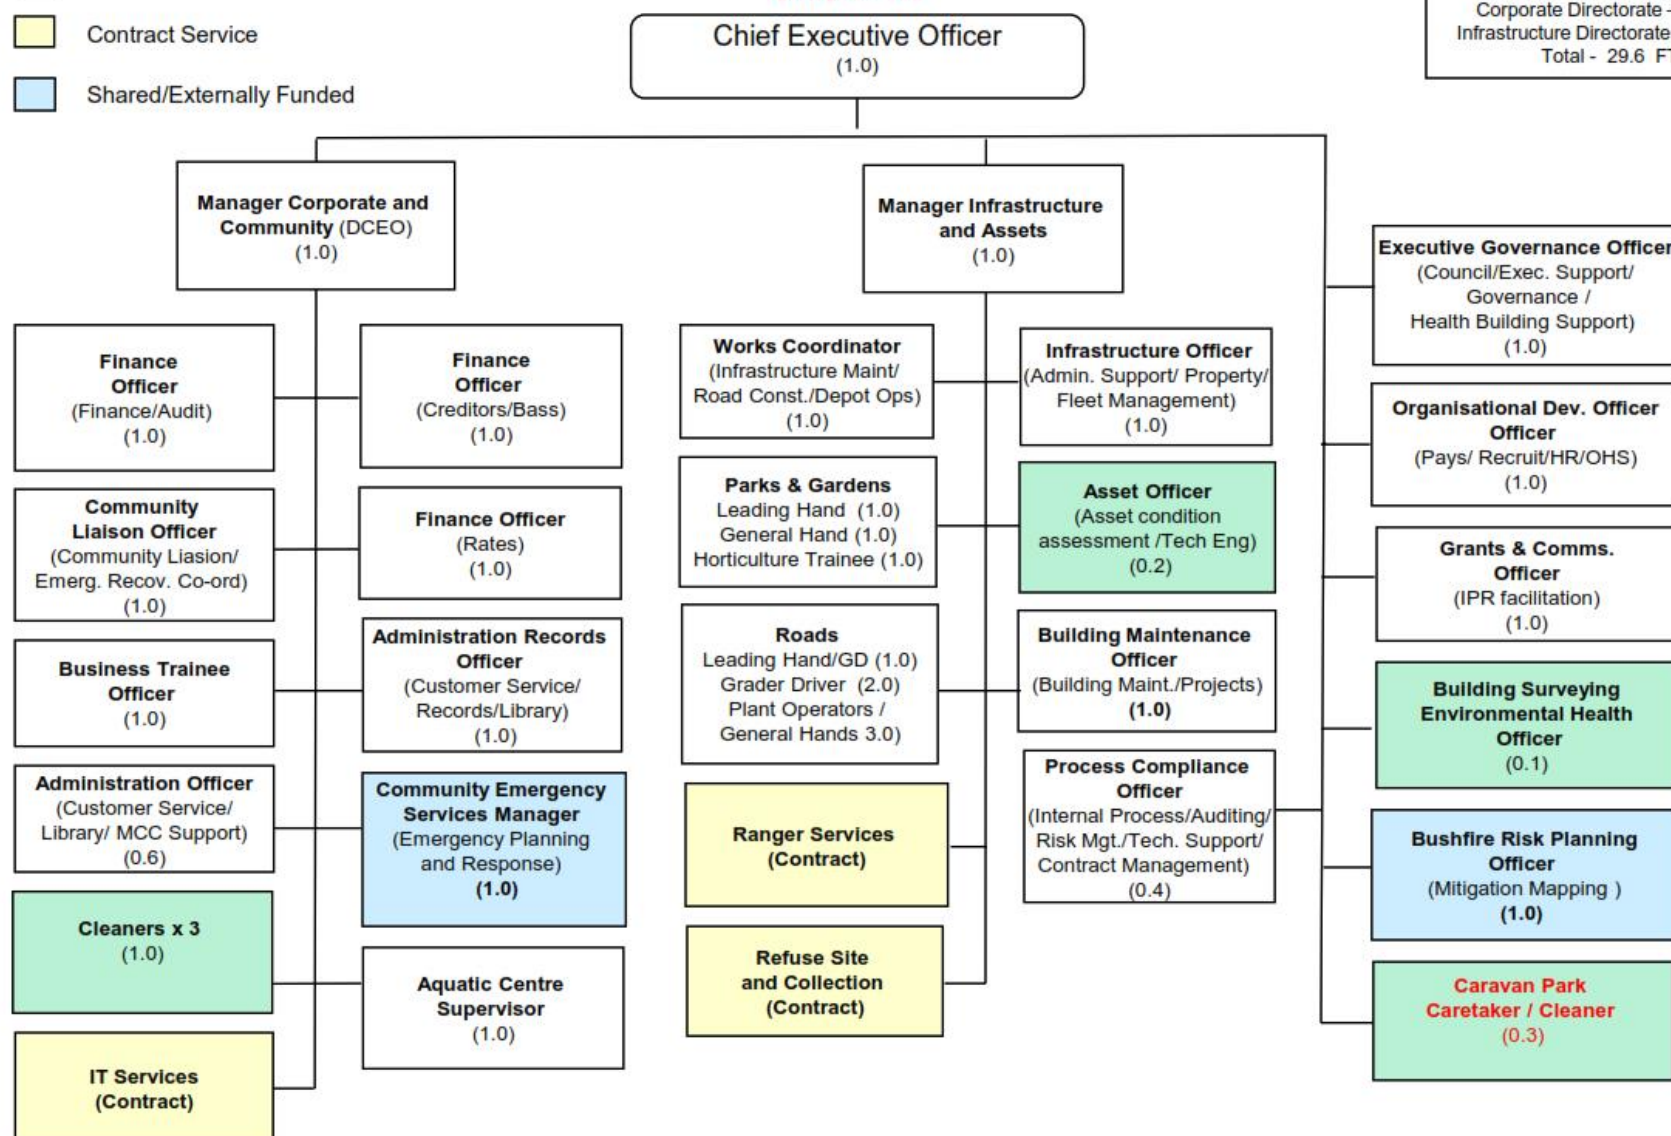 Contract Service
Shared/Externally Funded
Chief Executive Officer
(1.0)
Corporate Directorate -
Infrastructure Directorate
Total - 29.6
Manager Corporate and
Community (DCEO)
(1.0)
Manager Infrastructure
and Assets
(1.0)
Finance
Officer
(Finance/Audit)
(1.0)
Finance
Officer
(Creditors/Bass)
(1.0)
Community
Liaison Officer
(Community Liasion/
Emerg. Recov. Co-ord)
(1.0)
Finance Officer
(Rates)
(1.0)
Business Trainee
Officer
(1.0)
Administration Records
Officer
(Customer Service/
Records/Library)
(1.0)
Administration Officer
(Customer Service/
Library/ MCC Support)
(0.6)
Community Emergency
Services Manager
(Emergency Planning
and Response)
(1.0)
Cleaners x 3
(1.0)
Aquatic Centre
Supervisor
(1.0)
IT Services
(Contract)
Works Coordinator
(Infrastructure Maint/
Road Const./Depot Ops)
(1.0)
Infrastructure Officer
(Admin. Support/ Property/
Fleet Management)
(1.0)
Parks & Gardens
Leading Hand (1.0)
General Hand (1.0)
Horticulture Trainee (1.0)
Asset Officer
(Asset condition
assessment /Tech Eng)
(0.2)
Roads
Leading Hand/GD (1.0)
Grader Driver (2.0)
Plant Operators /
General Hands 3.0)
Building Maintenance
Officer
(Building Maint./Projects)
(1.0)
Ranger Services
(Contract)
Process Compliance
Officer
(Internal Process/Auditing/
Risk Mgt./Tech. Support/
Contract Management)
(0.4)
Refuse Site
and Collection
(Contract)
Executive Governance Officer
(Council/Exec. Support/
Governance /
Health Building Support)
(1.0)
Organisational Dev. Officer
Officer
(Pays/ Recruit/HR/OHS)
(1.0)
Grants & Comms.
Officer
(IPR facilitation)
(1.0)
Building Surveying
Environmental Health
Officer
(0.1)
Bushfire Risk Planning
Officer
(Mitigation Mapping )
(1.0)
Caravan Park
Caretaker / Cleaner
(0.3)